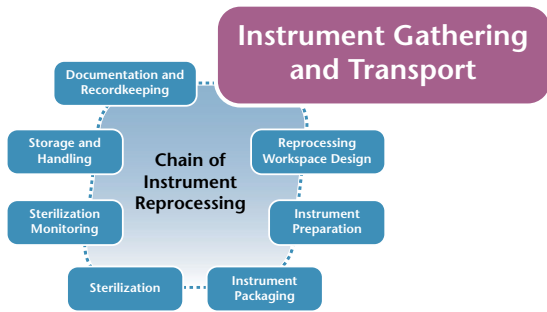 Instrument Gathering
and Transport
Documentation and
Recordkeeping
Storage and
Handling
Chain of
Instrument
Reprocessing
Reprocessing
Workspace Design
Sterilization
Monitoring
Instrument
Preparation
Sterilization
Instrument
Packaging